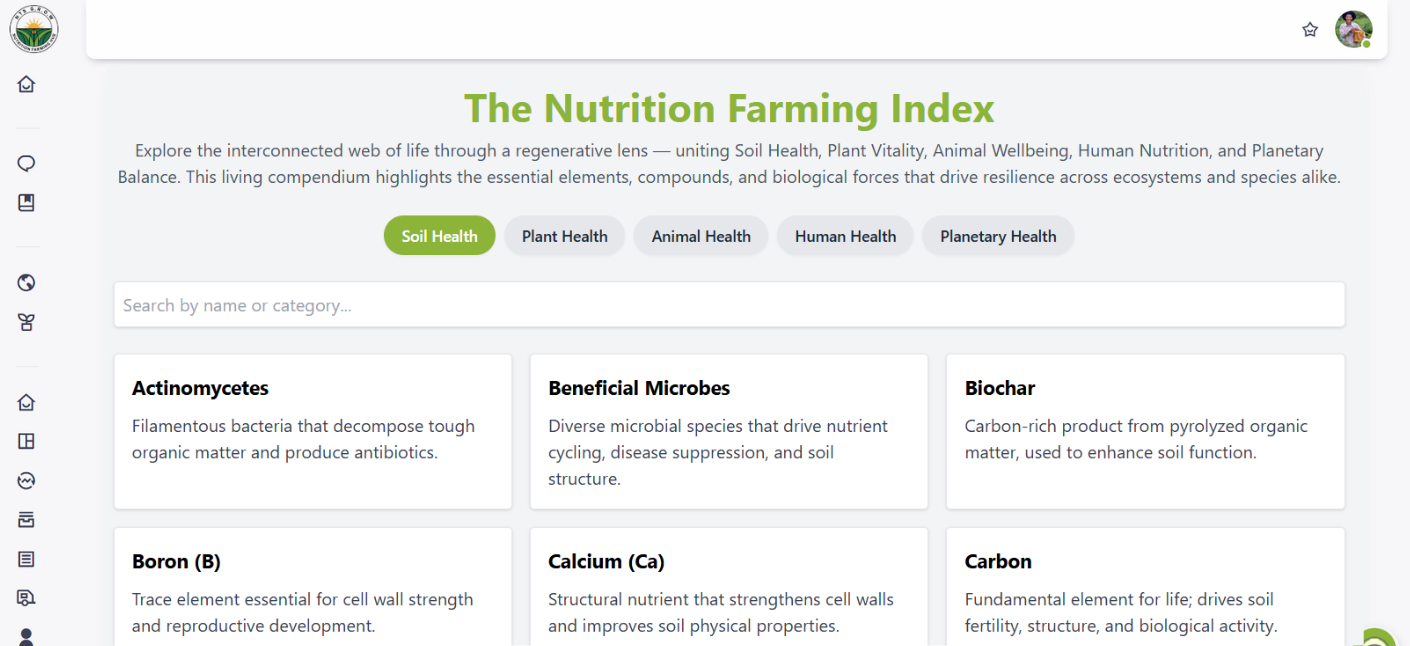 NTS G.R.O.W
NUTRITION FARMING HUB
The Nutrition Farming Index
Explore the interconnected web of life through a regenerative lens — uniting Soil Health, Plant Vitality, Animal Wellbeing, Human Nutrition, and Planetary
Balance. This living compendium highlights the essential elements, compounds, and biological forces that drive resilience across ecosystems and species alike.
Soil Health
Plant Health
Animal Health
Human Health
Planetary Health
Search by name or category...
Actinomycetes
Filamentous bacteria that decompose tough
organic matter and produce antibiotics.
Beneficial Microbes
Diverse microbial species that drive nutrient
cycling, disease suppression, and soil
structure.
Biochar
Carbon-rich product from pyrolyzed organic
matter, used to enhance soil function.
Boron (B)
Trace element essential for cell wall strength
and reproductive development.
Calcium (Ca)
Structural nutrient that strengthens cell walls
and improves soil physical properties.
Carbon
Fundamental element for life; drives soil
fertility, structure, and biological activity.